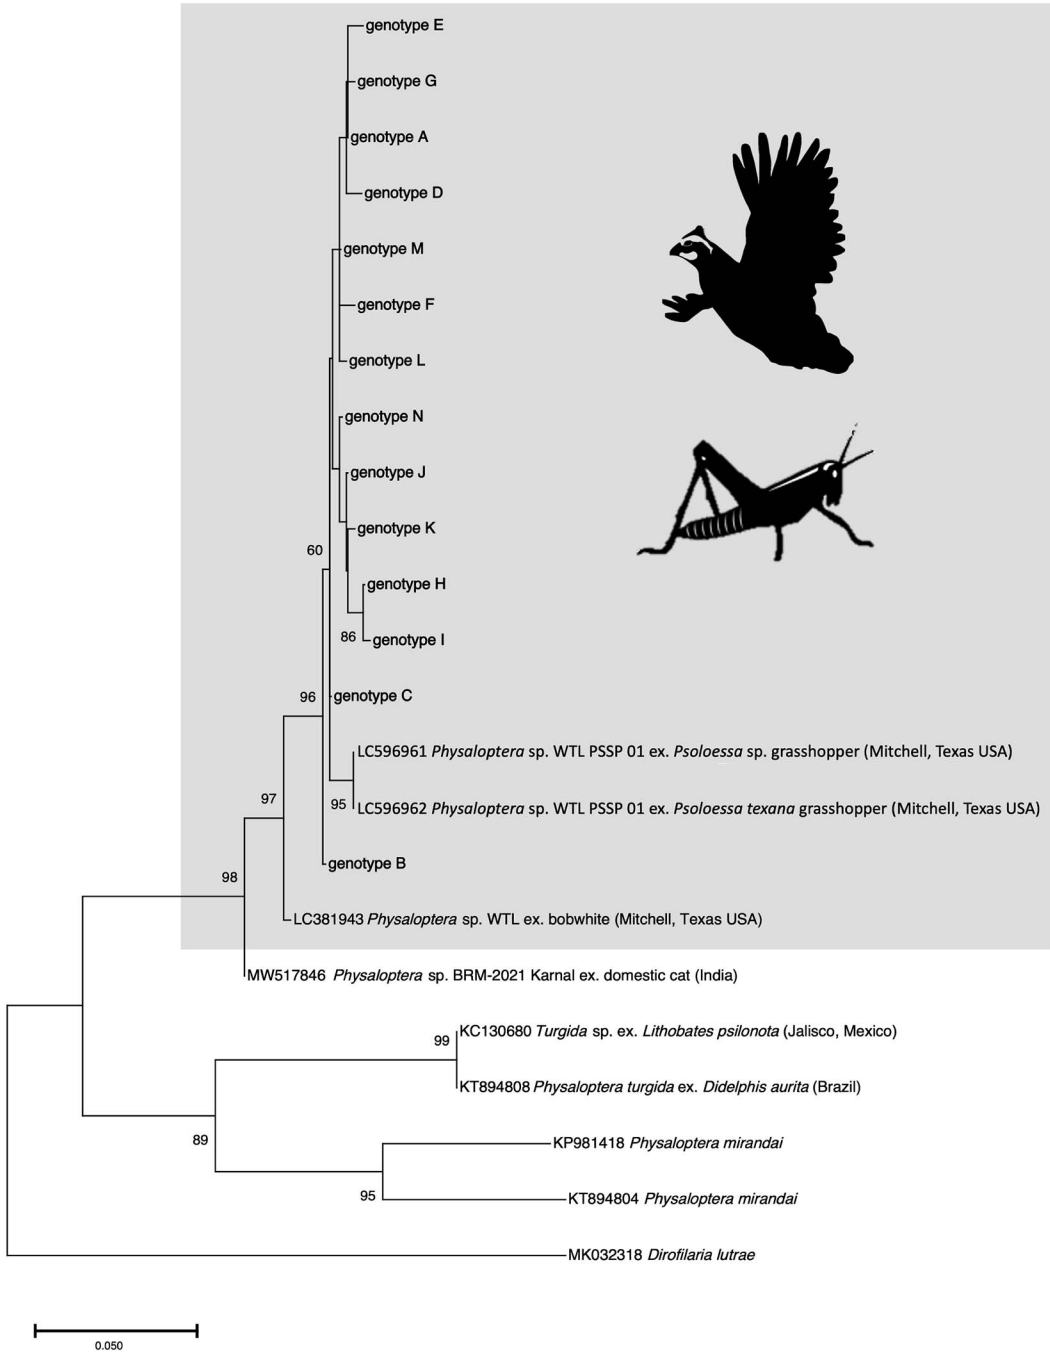 genotype E
genotype G
genotype A
genotype D
genotype M
genotype F
genotype L
genotype N
genotype J
genotype K
60
genotype H
86
genotype I
96
genotype C
LC596961 Physaloptera sp. WTL PSSP 01 ex. Psoloessa sp. grasshopper (Mitchell, Texas USA)
97
95
LC596962 Physaloptera sp. WTL PSSP 01 ex. Psoloessa texana grasshopper (Mitchell, Texas USA)
genotype B
98
LC381943 Physaloptera sp. WTL ex. bobwhite (Mitchell, Texas USA)
MW517846 Physaloptera sp. BRM-2021 Karnal ex. domestic cat (India)
99
KC130680 Turgida sp. ex. Lithobates psilonota (Jalisco, Mexico)
KT894808 Physaloptera turgida ex. Didelphis aurita (Brazil)
89
KP981418 Physaloptera mirandai
95
KT894804 Physaloptera mirandai
MK032318 Dirofilaria lutrae
0.050